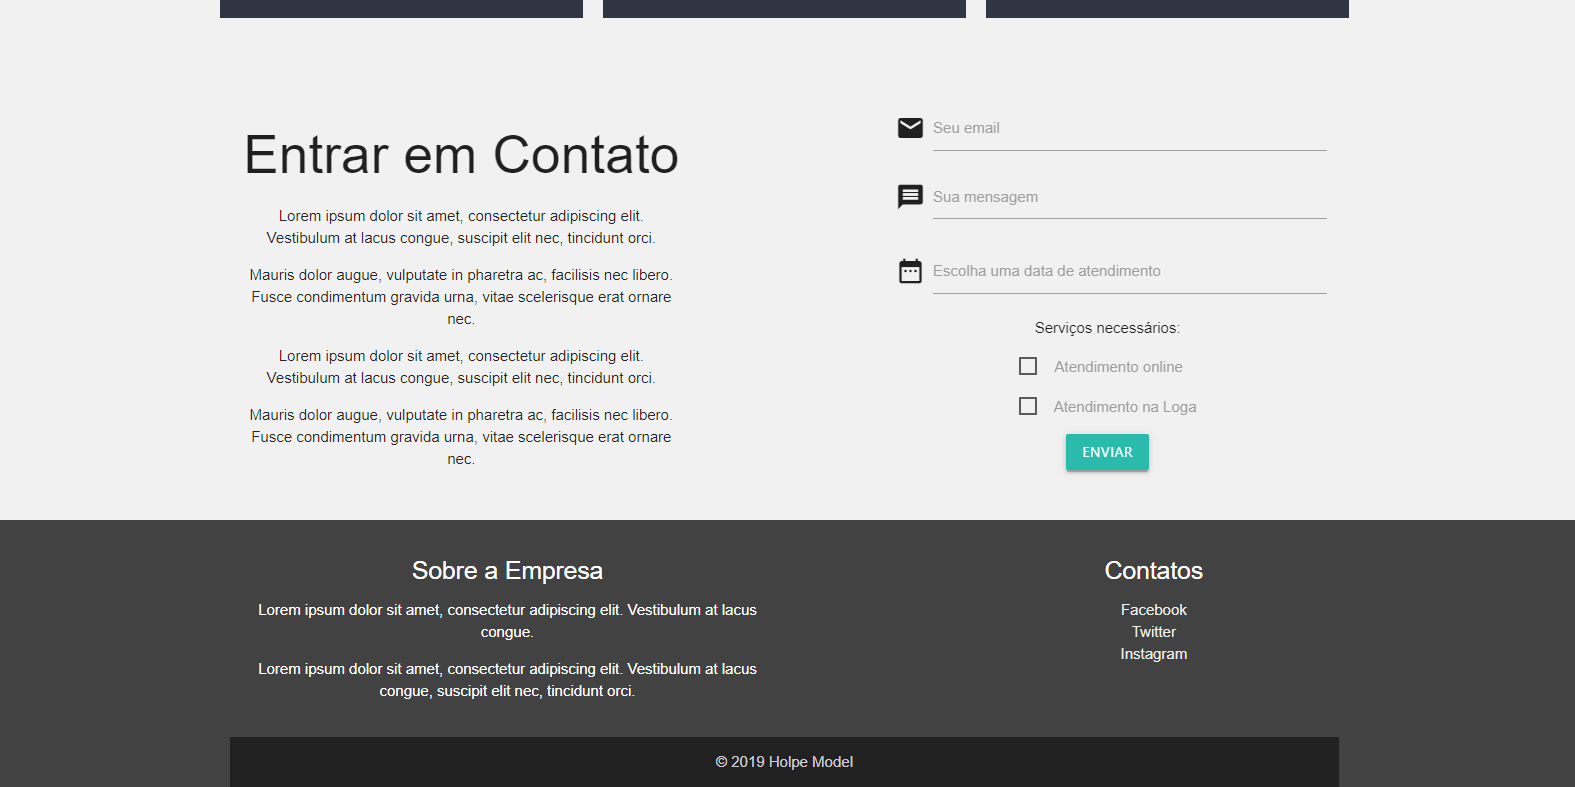 Entrar em Contato
Lorem ipsum dolor sit amet, consectetur adipiscing elit.
Vestibulum at lacus congue, suscipit elit nec, tincidunt orci.
Mauris dolor augue, vulputate in pharetra ac, facilisis nec libero.
Fusce condimentum gravida urna, vitae scelerisque erat ornare
nec.
Lorem ipsum dolor sit amet, consectetur adipiscing elit.
Vestibulum at lacus congue, suscipit elit nec, tincidunt orci.
Mauris dolor augue, vulputate in pharetra ac, facilisis nec libero.
Fusce condimentum gravida urna, vitae scelerisque erat ornare
nec.
Seu email
Sua mensagem
Escolha uma data de atendimento
Serviços necessários:
Atendimento online
Atendimento na Loga
ENVIAR
Sobre a Empresa
Lorem ipsum dolor sit amet, consectetur adipiscing elit. Vestibulum at lacus
congue.
Lorem ipsum dolor sit amet, consectetur adipiscing elit. Vestibulum at lacus
congue, suscipit elit nec, tincidunt orci.
Contatos
Facebook
Twitter
Instagram
© 2019 Holpe Model